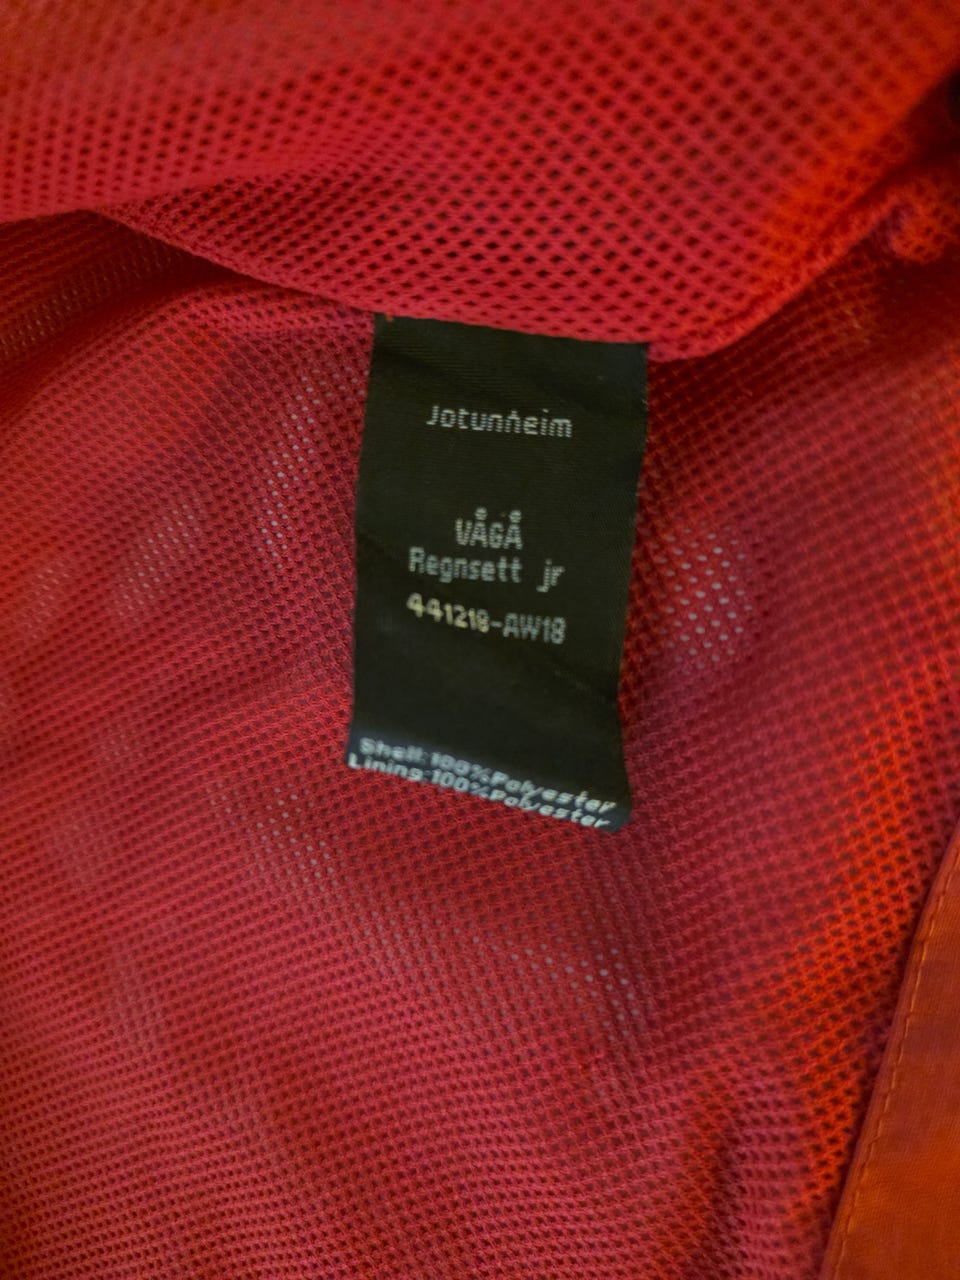 Jotunheim
VÅGÅ
Regnsett jr
441218-AW18
Shell:100%Polyester
Lining:100%Polyester